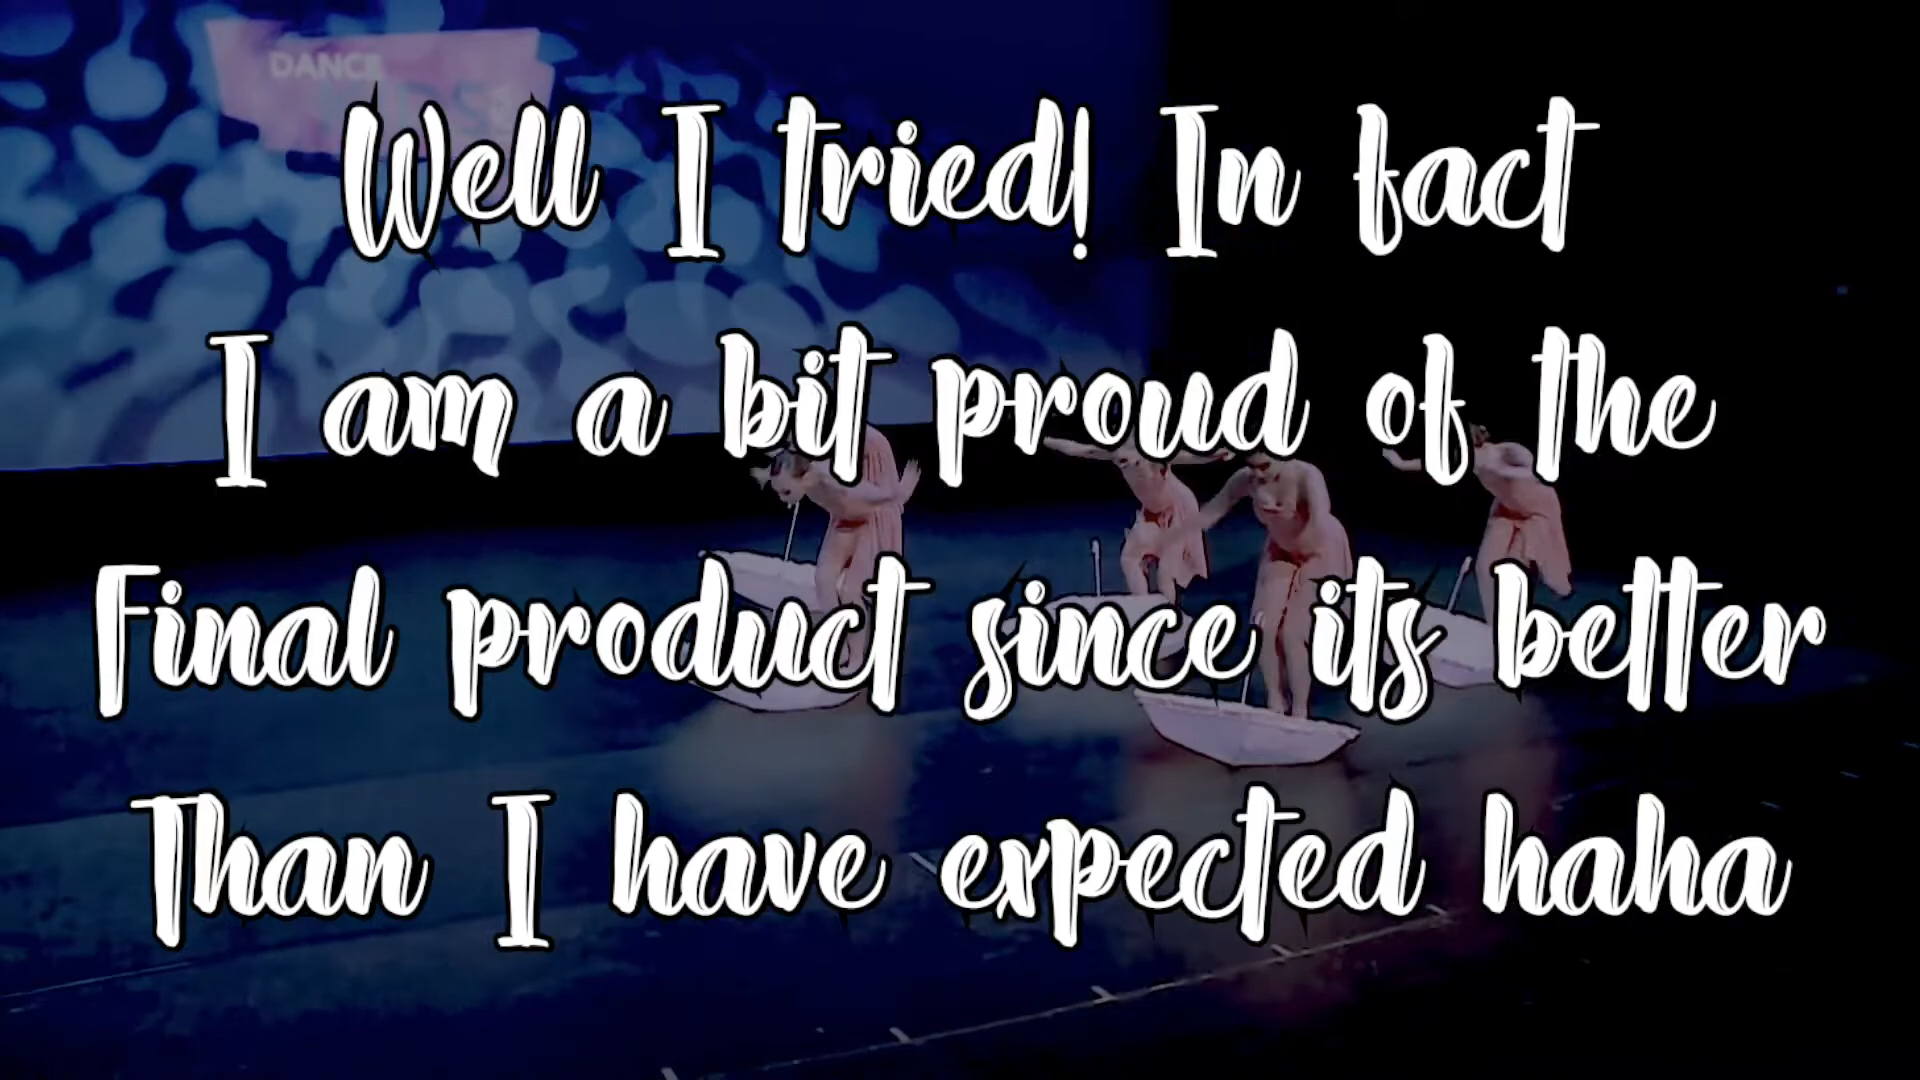 DANCE
Well I tried! In fact
I am a bit proud of the
Final product since its better
Than I have expected haha